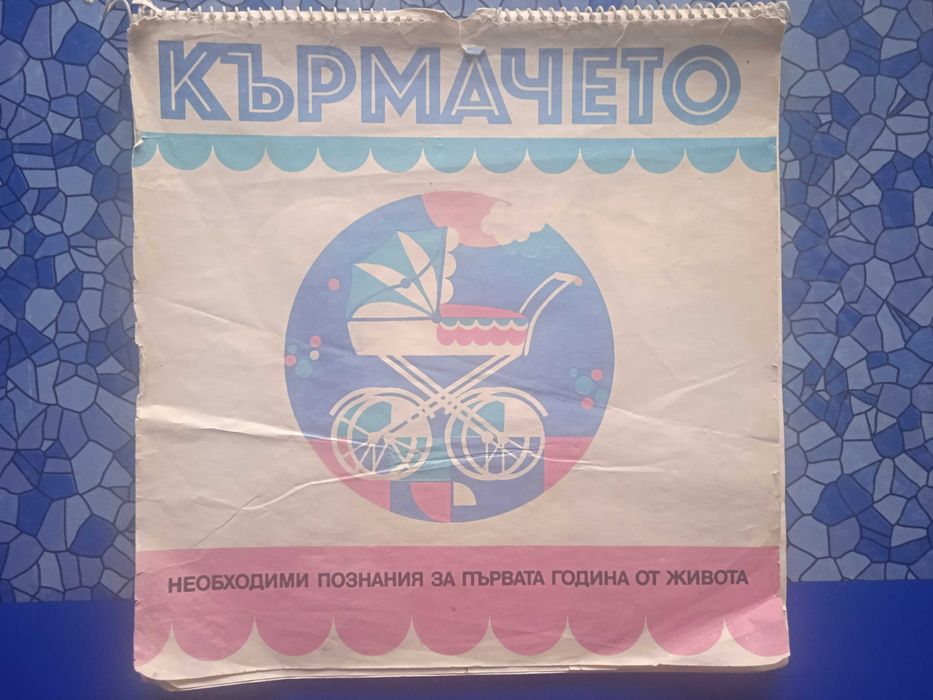 КЪРМАЧЕТО
НЕОБХОДИМИ ПОЗНАНИЯ ЗА ПЪРВАТА ГОДИНА ОТ ЖИВОТА